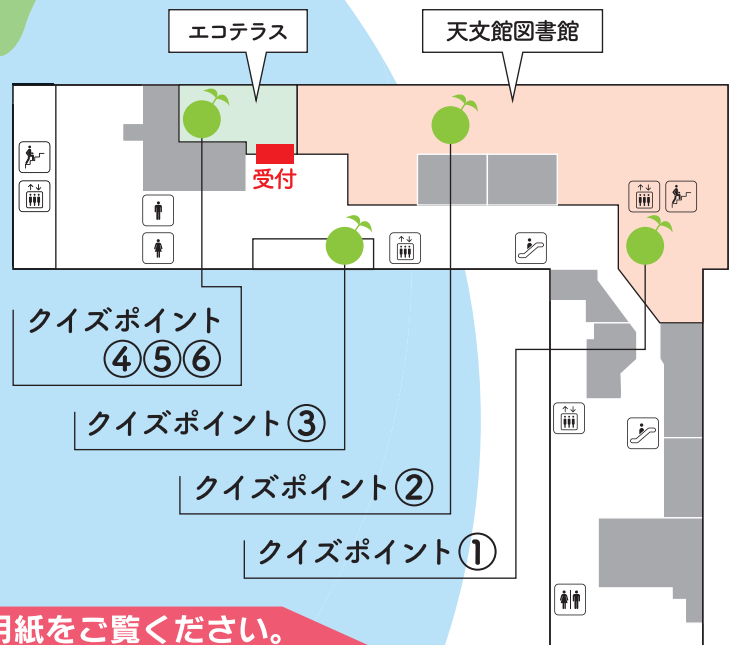 エコテラス
天文館図書館
受付
クイズポイント
④⑤⑥
クイズポイント③
クイズポイント②
クイズポイント①
用紙をご覧ください。